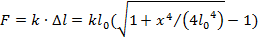 F = k · Δl = kl₀(√(1 + x⁴/(4l₀⁴)) − 1)